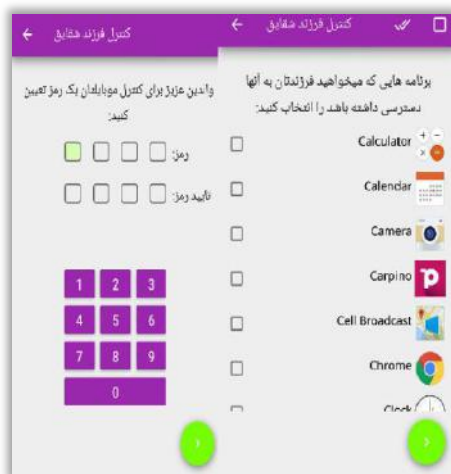 کنترل فرزند شقایق
والدین عزیز برای کنترل موبایلتان یک رمز تعیین
کنید:
رمز:
تایید رمز:
1 2 3
4 5 6
7 8 9
0
کنترل فرزند شقایق
برنامه هایی که میخواهید فرزندتان به آنها
دسترسی داشته باشد را انتخاب کنید:
Calculator
Calendar
Camera
Carpino
Cell Broadcast
Chrome
Clock